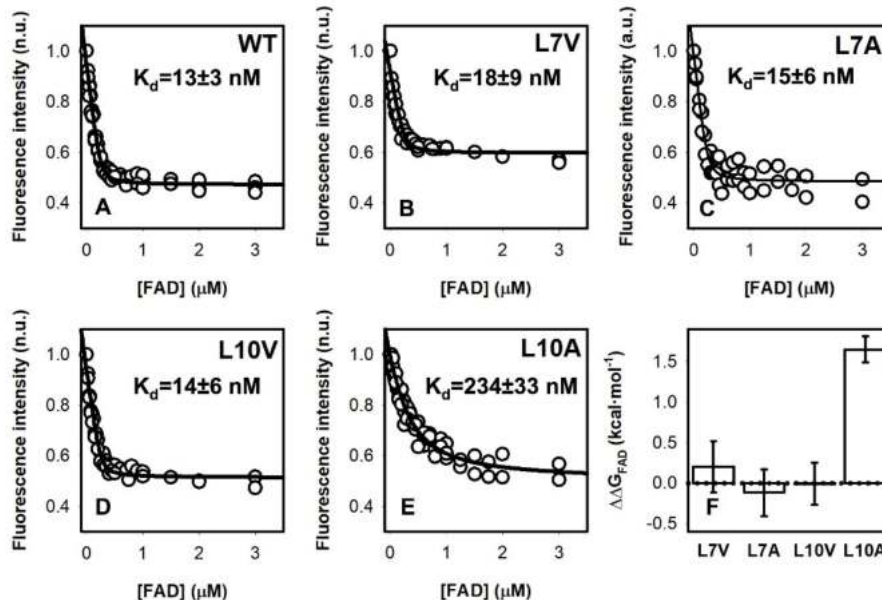 WT
L7V
L7A
Fluorescence intensity (n.u.)
Fluorescence intensity (n.u.)
Fluorescence intensity (a.u.)
1.0
0.8
0.6
0.4
1.0
0.8
0.6
0.4
1.0
0.8
0.6
0.4
Kd=13±3 nM
Kd=18±9 nM
Kd=15±6 nM
A
B
C
0 1 2 3
0 1 2 3
0 1 2 3
[FAD] (μM)
[FAD] (μM)
[FAD] (μM)
L10V
L10A
Fluorescence intensity (n.u.)
Fluorescence intensity (n.u.)
ΔΔG_FAD (kcal·mol⁻¹)
1.0
0.8
0.6
0.4
1.0
0.8
0.6
0.4
1.5
1.0
0.5
0.0
-0.5
Kd=14±6 nM
Kd=234±33 nM
D
E
F
0 1 2 3
0 1 2 3
L7V L7A L10V L10A
[FAD] (μM)
[FAD] (μM)